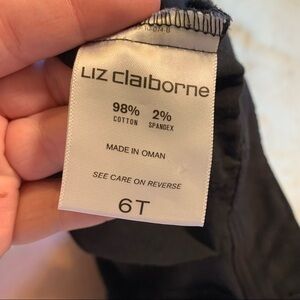 LIZ claiborne
98% 2%
COTTON SPANDEX
MADE IN OMAN
SEE CARE ON REVERSE
6T